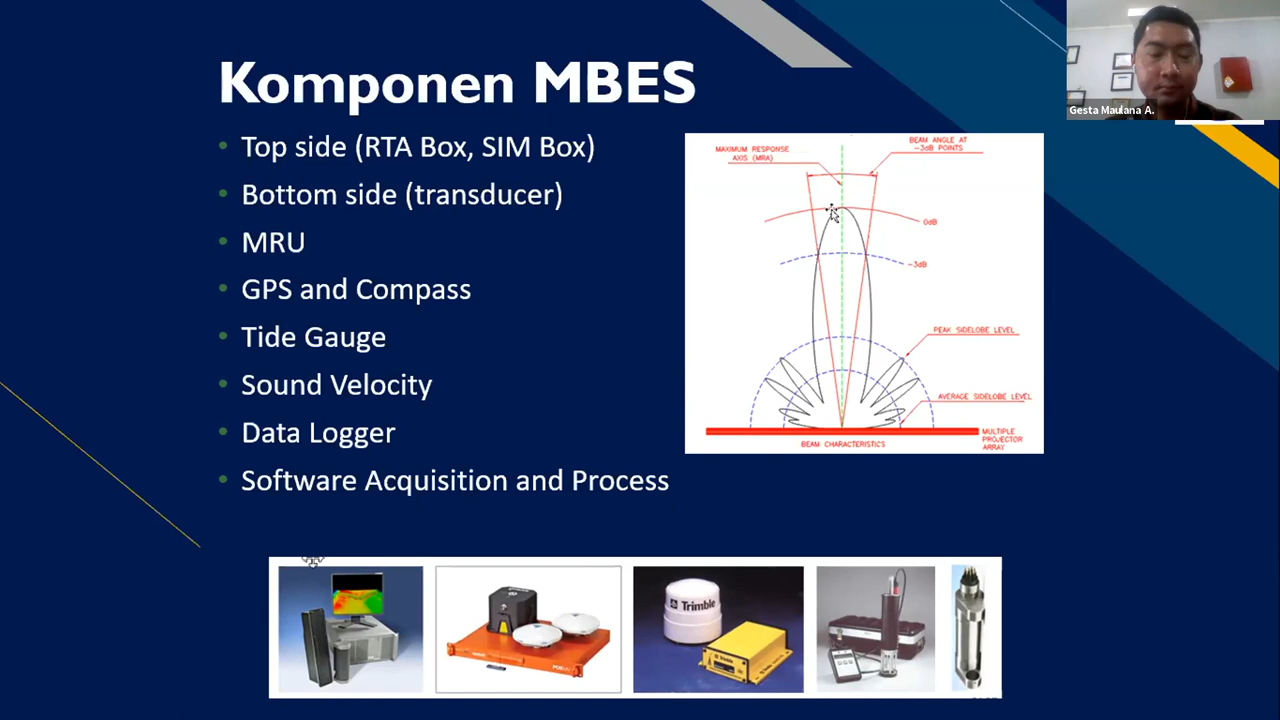 Komponen MBES
Gesta Maulana A.
• Top side (RTA Box, SIM Box)
• Bottom side (transducer)
• MRU
• GPS and Compass
• Tide Gauge
• Sound Velocity
• Data Logger
• Software Acquisition and Process
MAXIMUM RESPONSE
AXIS (MRA)
BEAM ANGLE AT
-3dB POINTS
0dB
-3dB
PEAK SIDELOBE LEVEL
AVERAGE SIDELOBE LEVEL
MULTIPLE
PROJECTOR
ARRAY
BEAM CHARACTERISTICS
Trimble